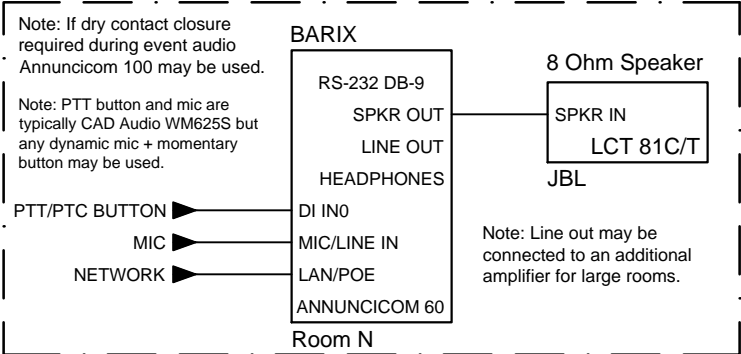 Note: If dry contact closure
required during event audio
Annuncicom 100 may be used.
Note: PTT button and mic are
typically CAD Audio WM625S but
any dynamic mic + momentary
button may be used.
BARIX
RS-232 DB-9
SPKR OUT
LINE OUT
HEADPHONES
PTT/PTC BUTTON
DI IN0
MIC
MIC/LINE IN
NETWORK
LAN/POE
ANNUNCICOM 60
Room N
8 Ohm Speaker
SPKR IN
LCT 81C/T
JBL
Note: Line out may be
connected to an additional
amplifier for large rooms.